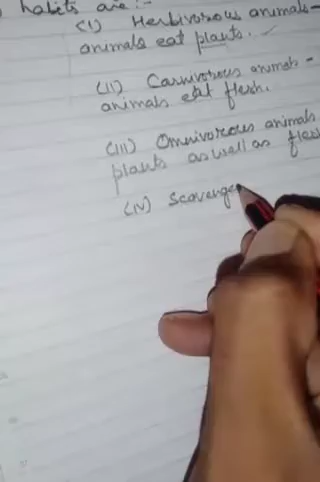 habits are :-
(i) Herbivorous animals-
animals eat plants.
(ii) Carnivorous animals -
animals eat flesh.
(iii) Omnivorous animals
plants as well as flesh
(iv) Scavenge